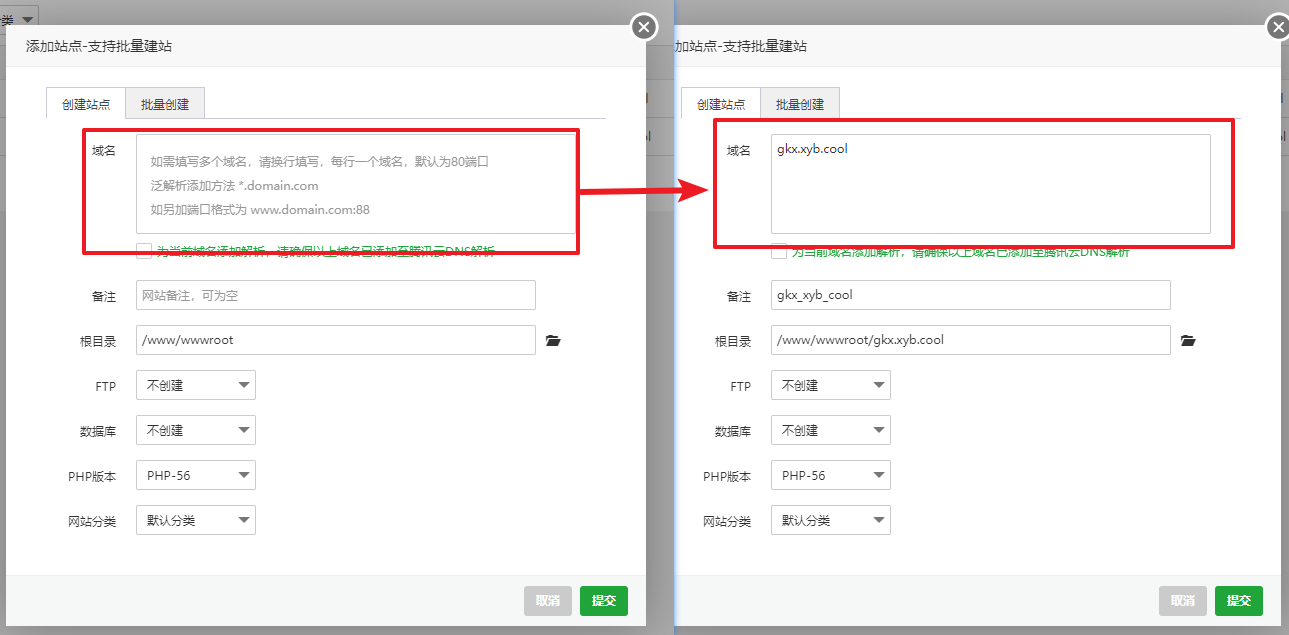 类
添加站点-支持批量建站
创建站点
批量创建
域名
如需填写多个域名，请换行填写，每行一个域名，默认为80端口
泛解析添加方法 *.domain.com
如另加端口格式为 www.domain.com:88
为当前域名添加解析，请确保以上域名已添加至腾讯云DNS解析
备注
网站备注，可为空
根目录
/www/wwwroot
FTP
不创建
数据库
不创建
PHP版本
PHP-56
网站分类
默认分类
取消
提交
加站点-支持批量建站
创建站点
批量创建
域名
gkx.xyb.cool
为当前域名添加解析，请确保以上域名已添加至腾讯云DNS解析
备注
gkx_xyb_cool
根目录
/www/wwwroot/gkx.xyb.cool
FTP
不创建
数据库
不创建
PHP版本
PHP-56
网站分类
默认分类
取消
提交